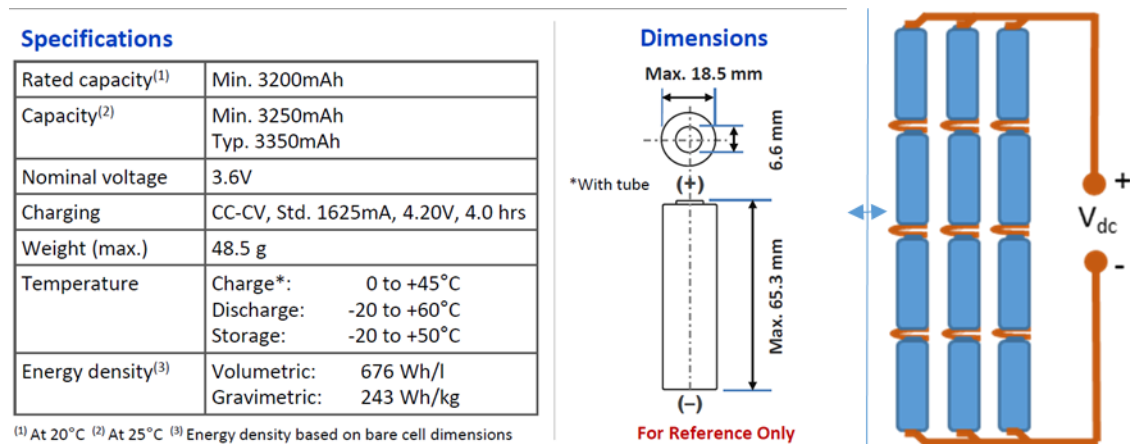 Specifications
Rated capacity(1) Min. 3200mAh
Capacity(2) Min. 3250mAh
Typ. 3350mAh
Nominal voltage 3.6V
Charging CC-CV, Std. 1625mA, 4.20V, 4.0 hrs
Weight (max.) 48.5 g
Temperature Charge*: 0 to +45°C
Discharge: -20 to +60°C
Storage: -20 to +50°C
Energy density(3) Volumetric: 676 Wh/l
Gravimetric: 243 Wh/kg
(1) At 20°C (2) At 25°C (3) Energy density based on bare cell dimensions
Dimensions
Max. 18.5 mm
6.6 mm
*With tube
(+)
Max. 65.3 mm
(–)
For Reference Only
+
Vdc
-